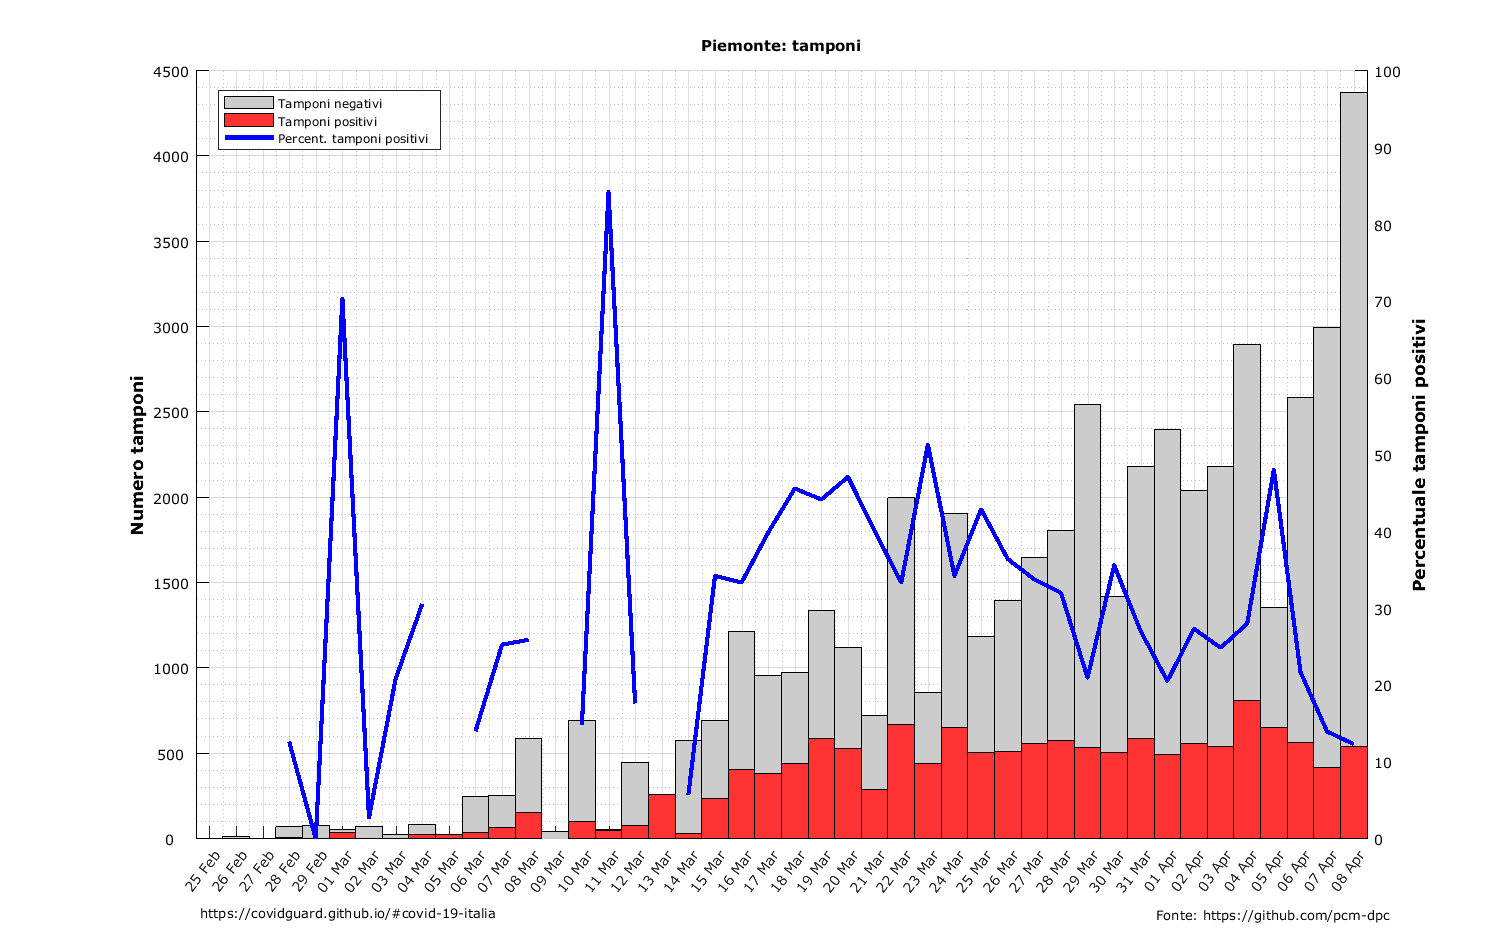 Piemonte: tamponi
Tamponi negativi
Tamponi positivi
Percent. tamponi positivi
Numero tamponi
4500
4000
3500
3000
2500
2000
1500
1000
500
0
100
90
80
70
60
50
40
30
20
10
0
Percentuale tamponi positivi
25 Feb
26 Feb
27 Feb
28 Feb
29 Feb
01 Mar
02 Mar
03 Mar
04 Mar
05 Mar
06 Mar
07 Mar
08 Mar
09 Mar
10 Mar
11 Mar
12 Mar
13 Mar
14 Mar
15 Mar
16 Mar
17 Mar
18 Mar
19 Mar
20 Mar
21 Mar
22 Mar
23 Mar
24 Mar
25 Mar
26 Mar
27 Mar
28 Mar
29 Mar
30 Mar
31 Mar
01 Apr
02 Apr
03 Apr
04 Apr
05 Apr
06 Apr
07 Apr
08 Apr
https://covidguard.github.io/#covid-19-italia
Fonte: https://github.com/pcm-dpc